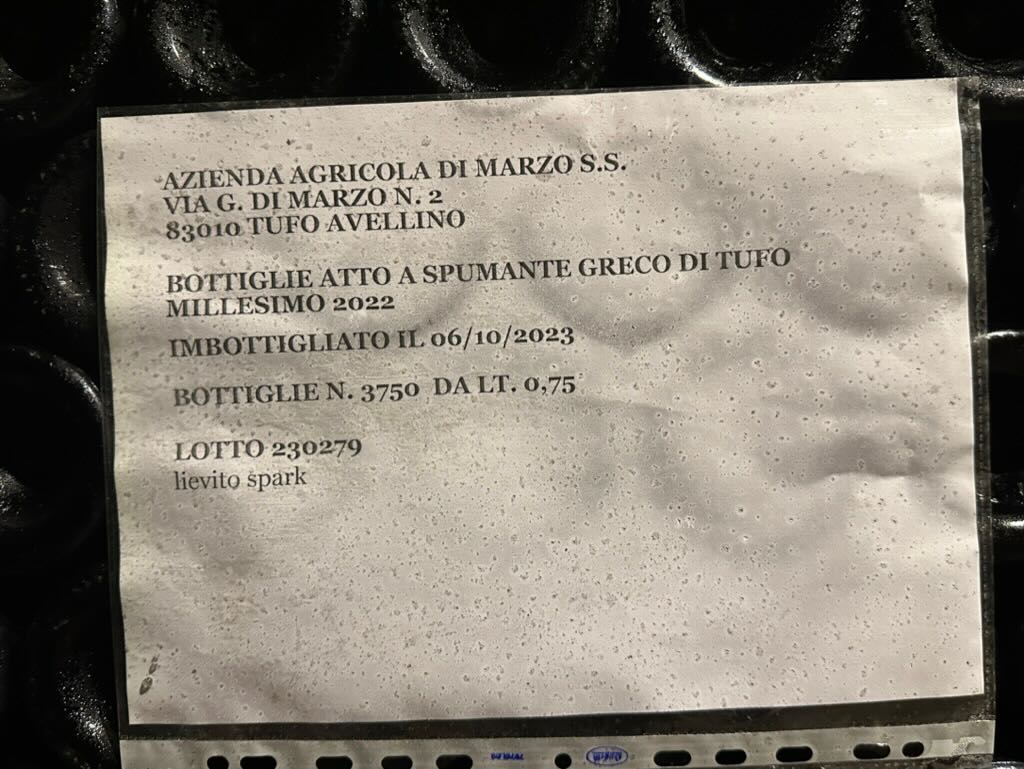 AZIENDA AGRICOLA DI MARZO S.S.
VIA G. DI MARZO N. 2
83010 TUFO AVELLINO
BOTTIGLIE ATTO A SPUMANTE GRECO DI TUFO
MILLESIMO 2022
IMBOTTIGLIATO IL 06/10/2023
BOTTIGLIE N. 3750 DA LT. 0,75
LOTTO 230279
lievito spark